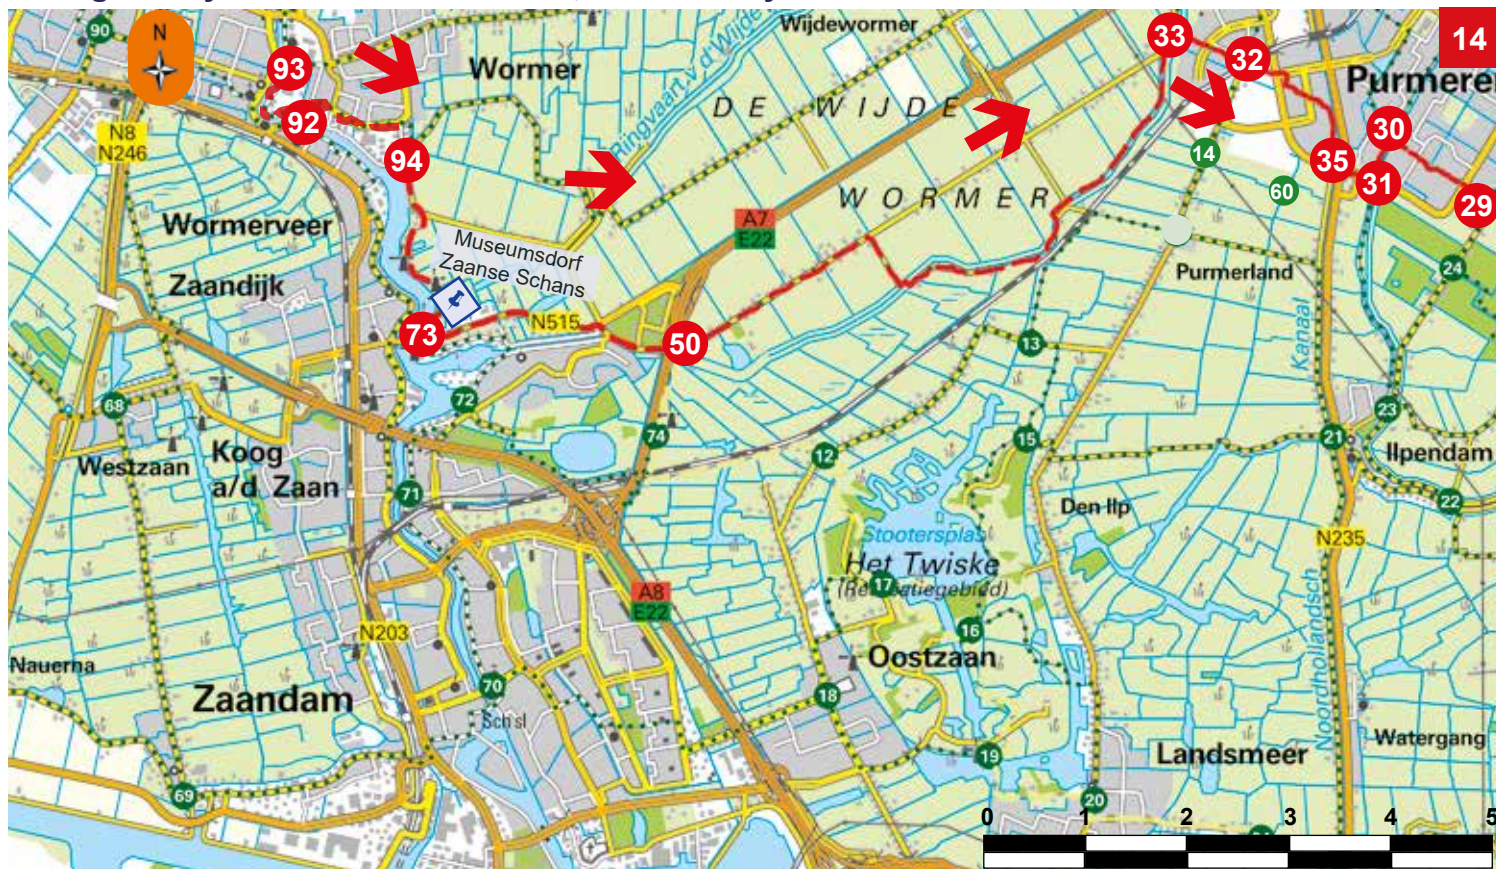 90
N
93
92
94
N8
N246
Wormer
Wijdewormer
Ringvaart v.d. Wijde
DE WIJDE
WORMER
33
32
14
Purmeren
30
35
31
29
14
60
24
Wormerveer
Zaandijk
Museumsdorf
Zaanse Schans
73
N515
A7
E22
50
Purmerland
Kanaal
13
72
68
74
12
15
23
21
Ilpendam
22
Westzaan
Koog
a/d Zaan
71
Den Ilp
Stootersplas
Het Twiske
(Recreatiegebied)
17
16
N235
A8
E22
N203
Nauerna
Zaandam
70
Schsl
18
Oostzaan
19
Noordhollandsch
Landsmeer
Watergang
69
20
0 1 2 3 4 5